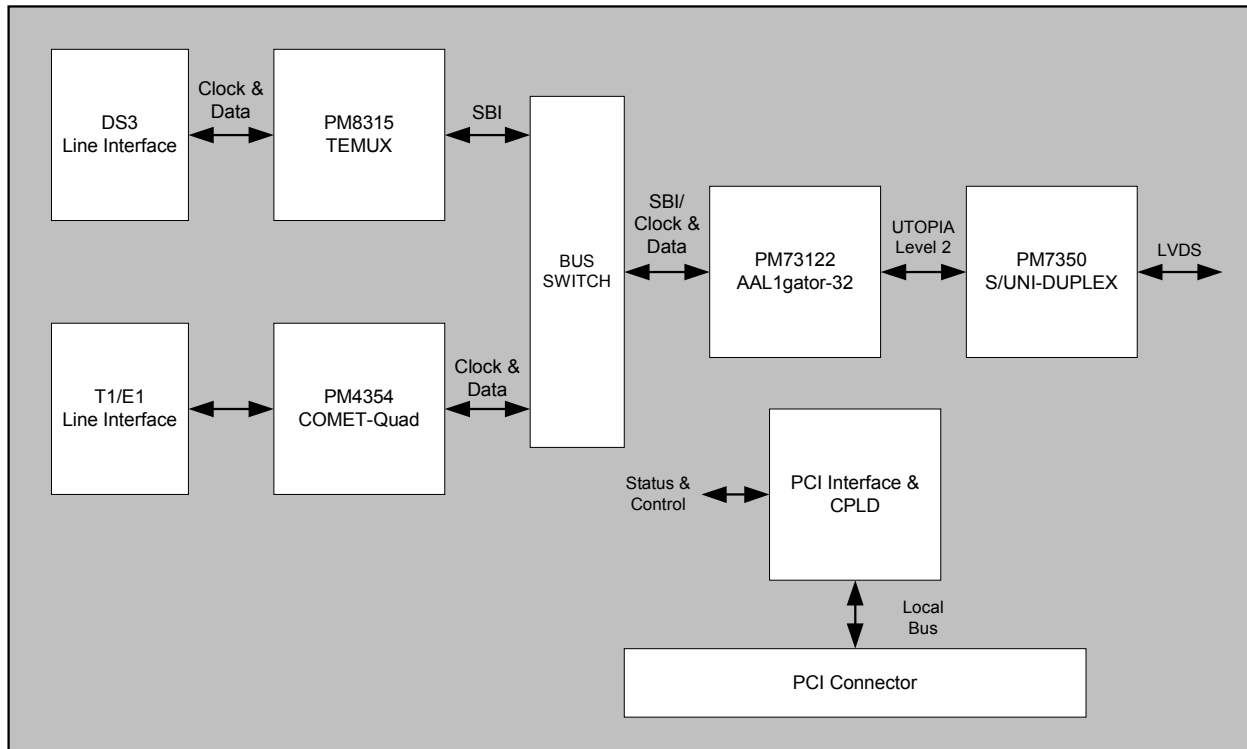 DS3
Line Interface
Clock &
Data
PM8315
TEMUX
SBI
BUS
SWITCH
SBI/
Clock &
Data
PM73122
AAL1gator-32
UTOPIA
Level 2
PM7350
S/UNI-DUPLEX
LVDS
T1/E1
Line Interface
PM4354
COMET-Quad
Clock &
Data
Status &
Control
PCI Interface &
CPLD
Local
Bus
PCI Connector